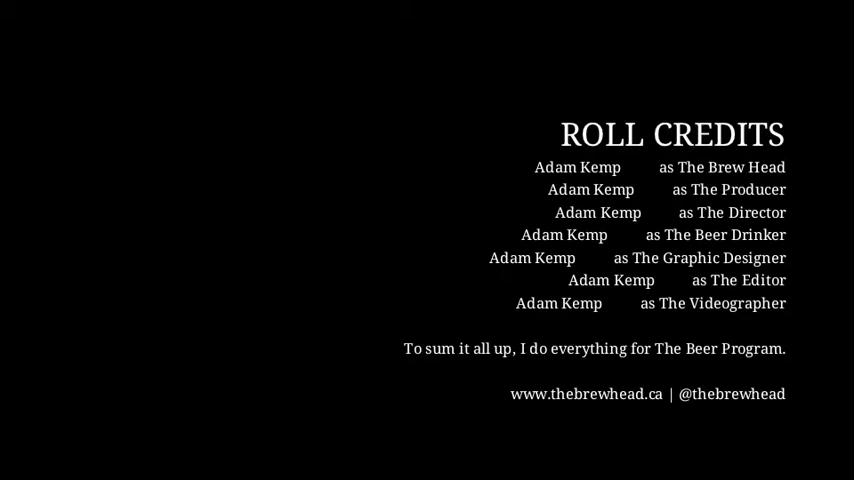 ROLL CREDITS
Adam Kemp as The Brew Head
Adam Kemp as The Producer
Adam Kemp as The Director
Adam Kemp as The Beer Drinker
Adam Kemp as The Graphic Designer
Adam Kemp as The Editor
Adam Kemp as The Videographer
To sum it all up, I do everything for The Beer Program.
www.thebrewhead.ca | @thebrewhead